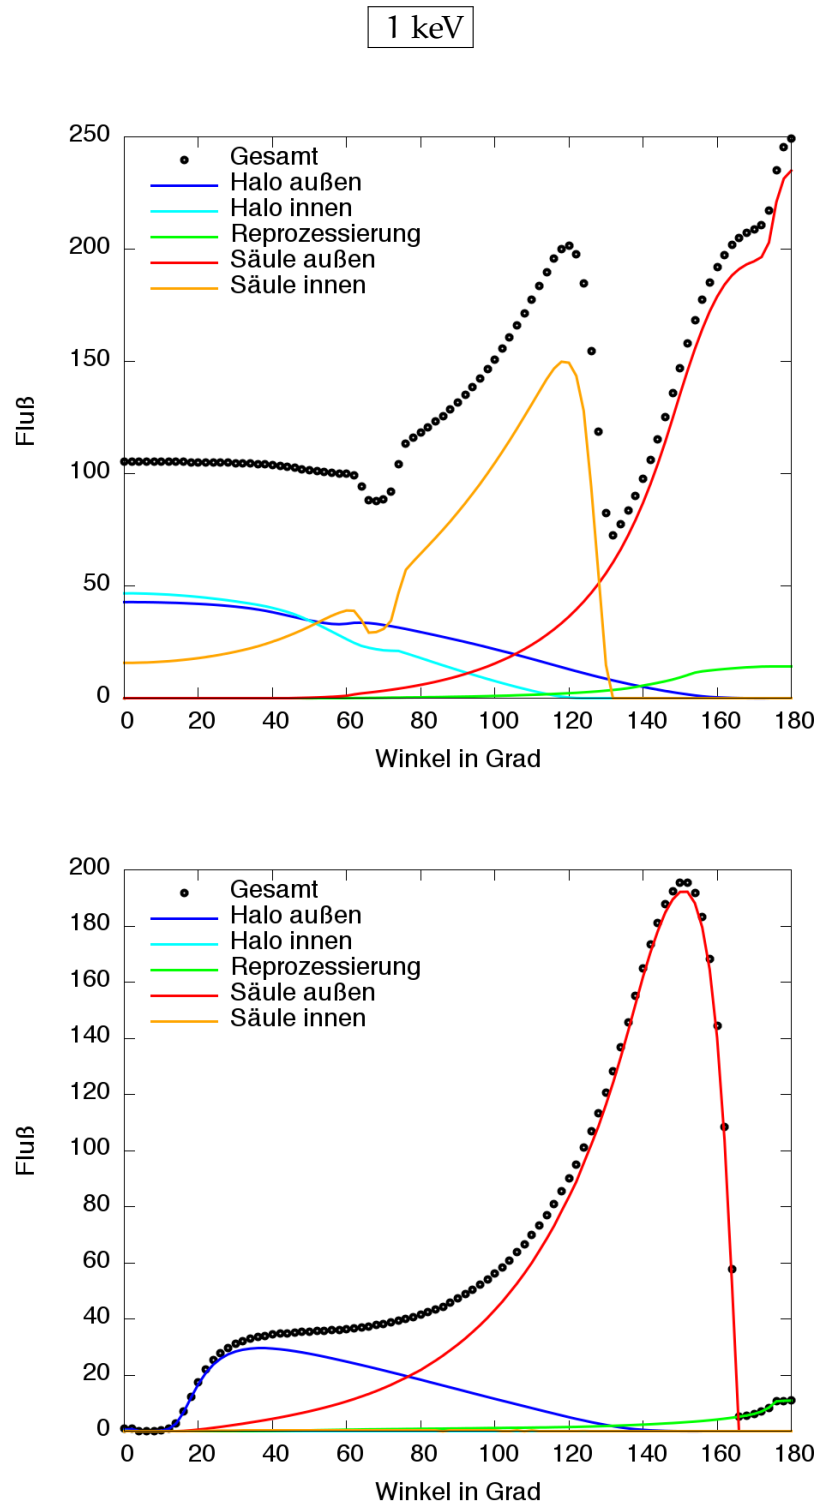 1 keV
250
200
150
100
50
0
Fluß
Gesamt
Halo außen
Halo innen
Reprozessierung
Säule außen
Säule innen
0 20 40 60 80 100 120 140 160 180
Winkel in Grad
200
180
160
140
120
100
80
60
40
20
0
Fluß
Gesamt
Halo außen
Halo innen
Reprozessierung
Säule außen
Säule innen
0 20 40 60 80 100 120 140 160 180
Winkel in Grad